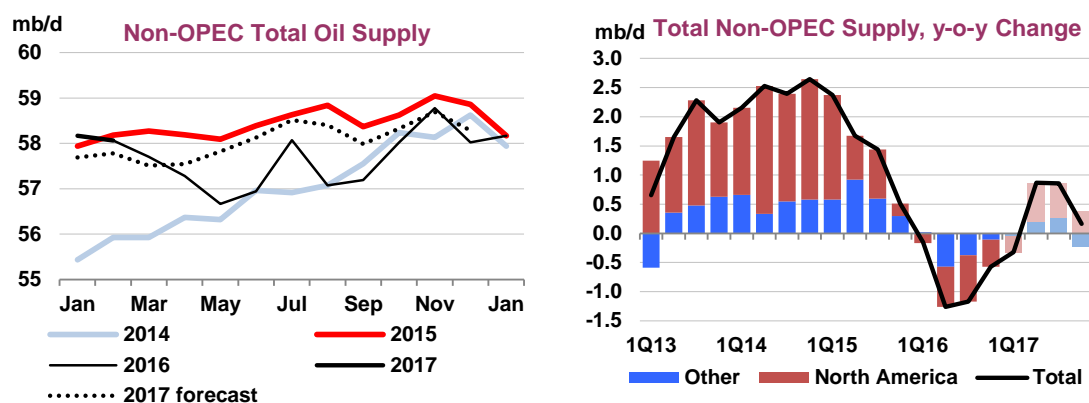 mb/d
Non-OPEC Total Oil Supply
60
59
58
57
56
55
Jan Mar May Jul Sep Nov Jan
2014 2015
2016 2017
2017 forecast
mb/d
Total Non-OPEC Supply, y-o-y Change
3.0
2.5
2.0
1.5
1.0
0.5
0.0
-0.5
-1.0
-1.5
1Q13 1Q14 1Q15 1Q16 1Q17
Other North America Total